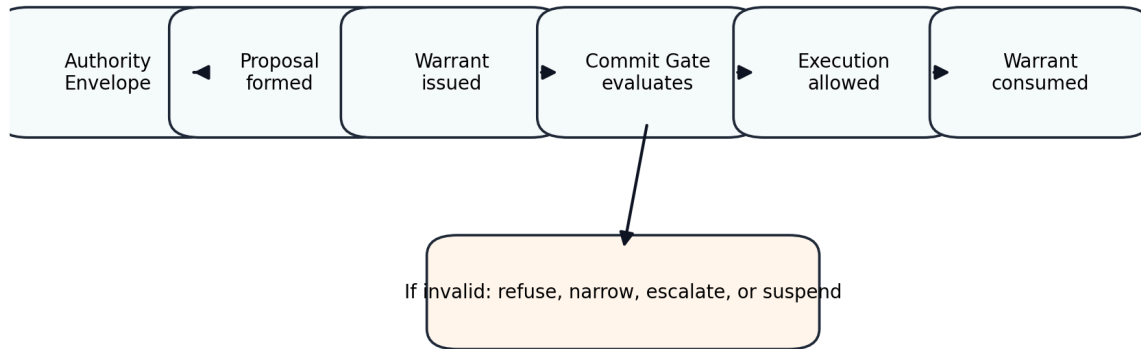 Authority
Envelope
Proposal
formed
Warrant
issued
Commit Gate
evaluates
Execution
allowed
Warrant
consumed
If invalid: refuse, narrow, escalate, or suspend